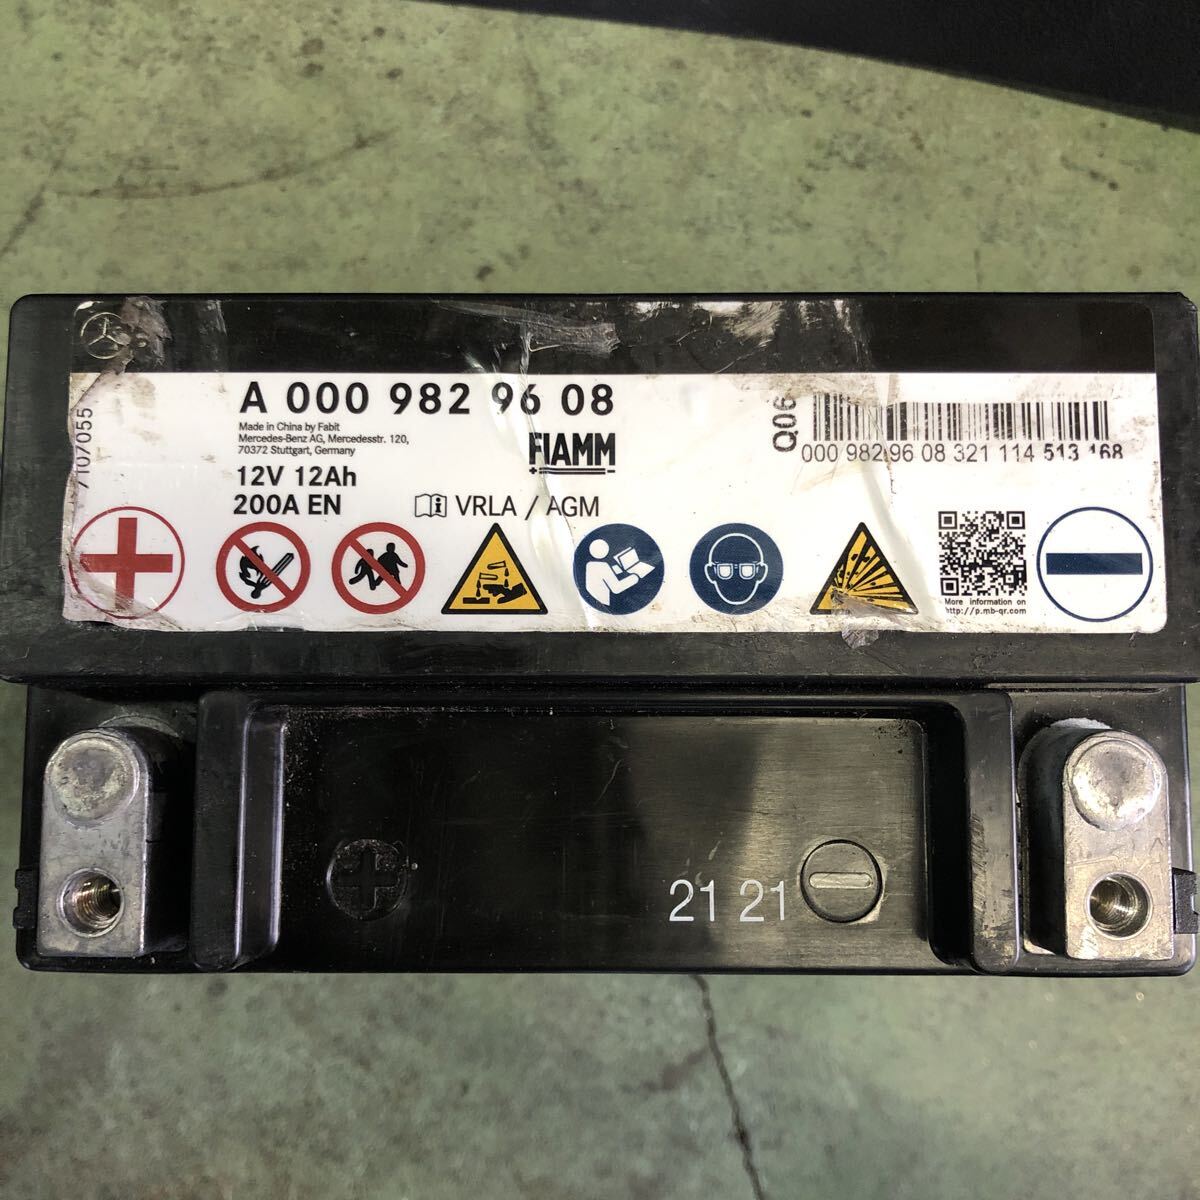 A 000 982 96 08
Made in China by Fabit
Mercedes-Benz AG, Mercedesstr. 120,
70372 Stuttgart, Germany
12V 12Ah
200A EN
FIAMM
VRLA / AGM
7107055
Q06
000 982 96 08 321 114 513 168
More information on
http://p.mb-qr.com/
21 21